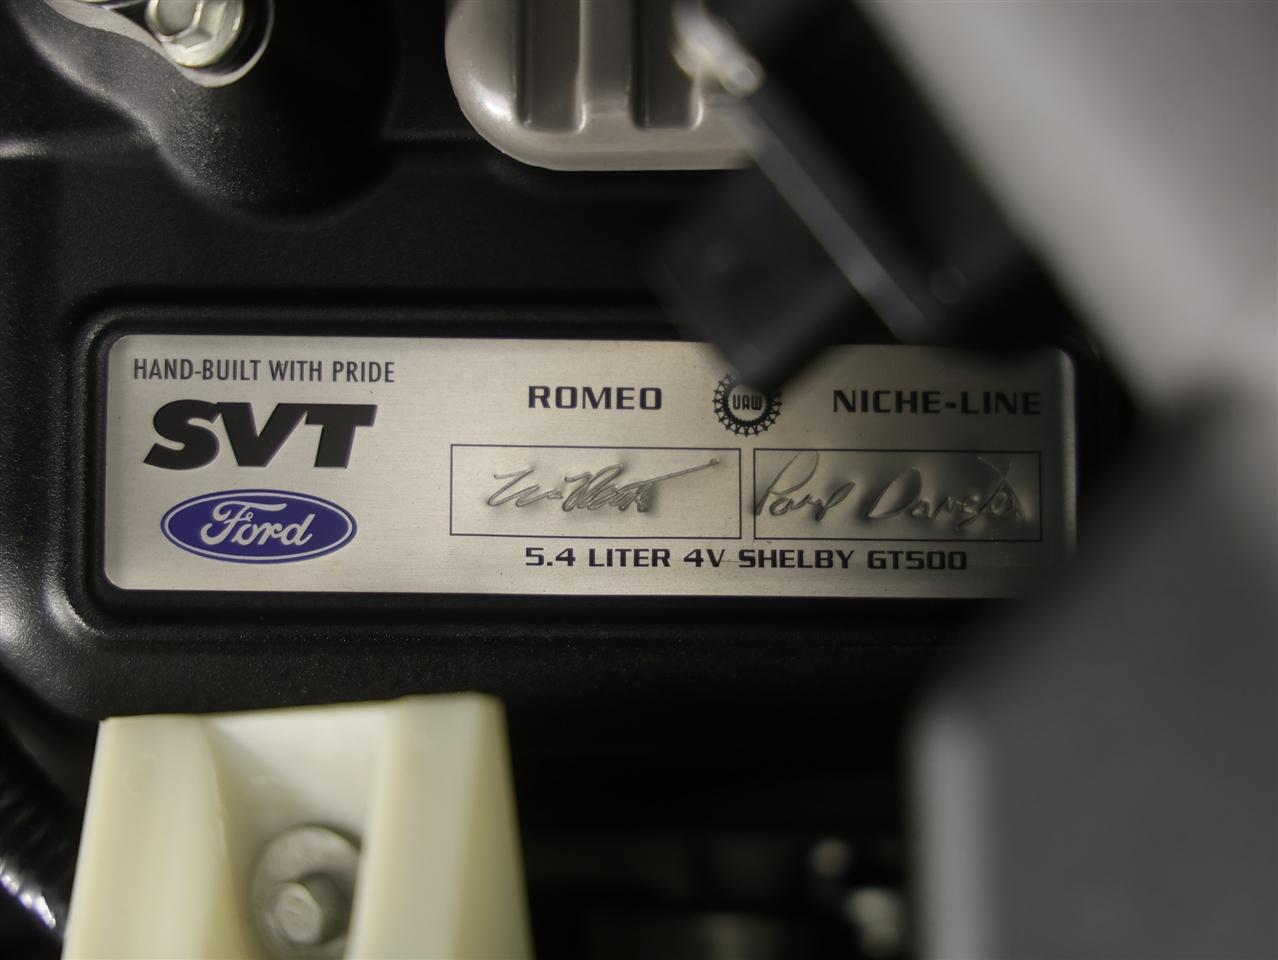 HAND-BUILT WITH PRIDE
SVT
Ford
ROMEO UAW NICHE-LINE
5.4 LITER 4V SHELBY GT500